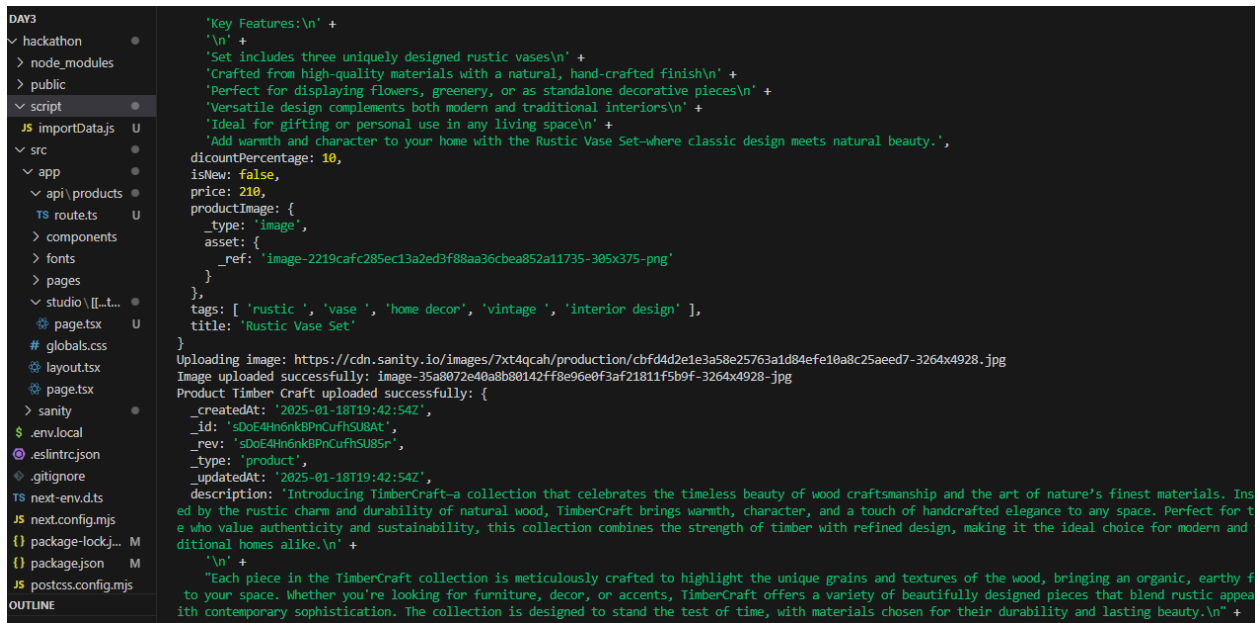 DAY3
hackathon
node_modules
public
script
JS importData.js U
src
app
api\products
TS route.ts U
components
fonts
pages
studio\[[...t...
page.tsx U
# globals.css
layout.tsx
page.tsx
sanity
$ .env.local
.eslintrc.json
.gitignore
TS next-env.d.ts
JS next.config.mjs
{} package-lock.j... M
{} package.json M
JS postcss.config.mjs
OUTLINE
'Key Features:\n' +
'\n' +
'Set includes three uniquely designed rustic vases\n' +
'Crafted from high-quality materials with a natural, hand-crafted finish\n' +
'Perfect for displaying flowers, greenery, or as standalone decorative pieces\n' +
'Versatile design complements both modern and traditional interiors\n' +
'Ideal for gifting or personal use in any living space\n' +
'Add warmth and character to your home with the Rustic Vase Set—where classic design meets natural beauty.',
dicountPercentage: 10,
isNew: false,
price: 210,
productImage: {
_type: 'image',
asset: {
_ref: 'image-2219cafc285ec13a2ed3f88aa36cbea852a11735-305x375-png'
}
},
tags: [ 'rustic ', 'vase ', 'home decor', 'vintage ', 'interior design' ],
title: 'Rustic Vase Set'
}
Uploading image: https://cdn.sanity.io/images/7xt4qcah/production/cbfd4d2e1e3a58e25763a1d84efe10a8c25aeed7-3264x4928.jpg
Image uploaded successfully: image-35a8072e40a8b80142ff8e96e0f3af21811f5b9f-3264x4928-jpg
Product Timber Craft uploaded successfully: {
_createdAt: '2025-01-18T19:42:54Z',
_id: 'sDoE4Hn6nkBPnCufhSU8At',
_rev: 'sDoE4Hn6nkBPnCufhSU85r',
_type: 'product',
_updatedAt: '2025-01-18T19:42:54Z',
description: 'Introducing TimberCraft—a collection that celebrates the timeless beauty of wood craftsmanship and the art of nature’s finest materials. Ins
ed by the rustic charm and durability of natural wood, TimberCraft brings warmth, character, and a touch of handcrafted elegance to any space. Perfect for t
e who value authenticity and sustainability, this collection combines the strength of timber with refined design, making it the ideal choice for modern and
ditional homes alike.\n' +
'\n' +
"Each piece in the TimberCraft collection is meticulously crafted to highlight the unique grains and textures of the wood, bringing an organic, earthy f
to your space. Whether you're looking for furniture, decor, or accents, TimberCraft offers a variety of beautifully designed pieces that blend rustic appea
ith contemporary sophistication. The collection is designed to stand the test of time, with materials chosen for their durability and lasting beauty.\n" +